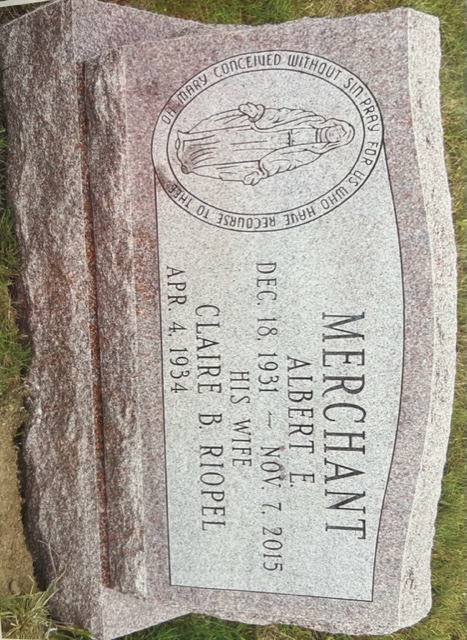 OH MARY CONCEIVED WITHOUT SIN PRAY FOR US WHO HAVE RECOURSE TO THEE
MERCHANT
ALBERT E.
DEC. 18, 1931 — NOV. 7, 2015
HIS WIFE
CLAIRE B. RIOPEL
APR. 4, 1934